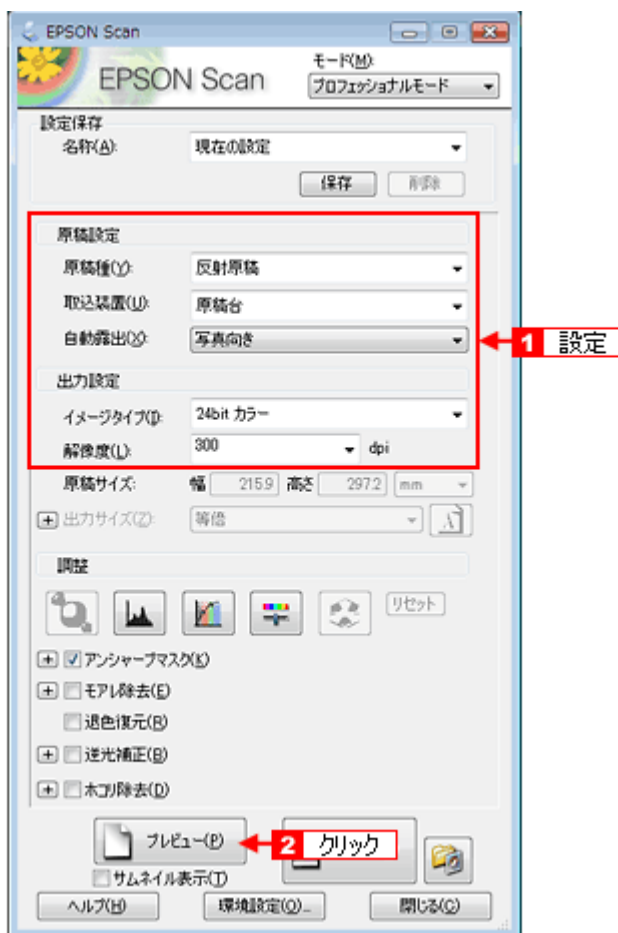 EPSON Scan
EPSON Scan
モード(M):
プロフェッショナルモード
設定保存
名称(A):
現在の設定
保存
削除
原稿設定
原稿種(Y):
反射原稿
取込装置(U):
原稿台
自動露出(X):
写真向き
1 設定
出力設定
イメージタイプ(I):
24bit カラー
解像度(L):
300
dpi
原稿サイズ:
幅 215.9 高さ 297.2 mm
出力サイズ(Z):
等倍
調整
リセット
アンシャープマスク(K)
モアレ除去(E)
退色復元(R)
逆光補正(B)
ホコリ除去(D)
プレビュー(P)
2 クリック
サムネイル表示(T)
ヘルプ(H)
環境設定(O)...
閉じる(C)